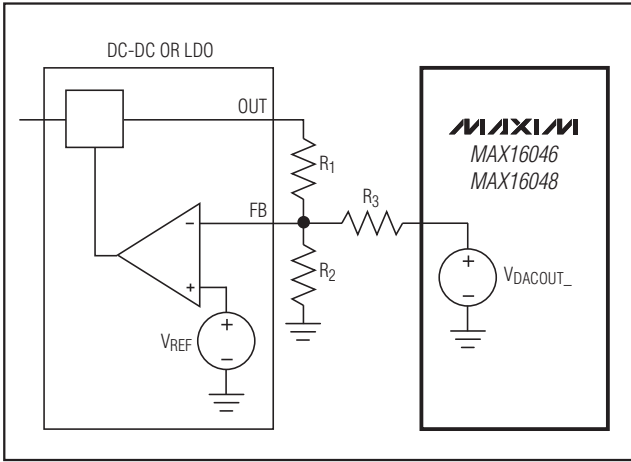 DC-DC OR LDO
OUT
R1
FB
R3
R2
VREF
+
−
−
+
MAXIM
MAX16046
MAX16048
+
−
VDACOUT_